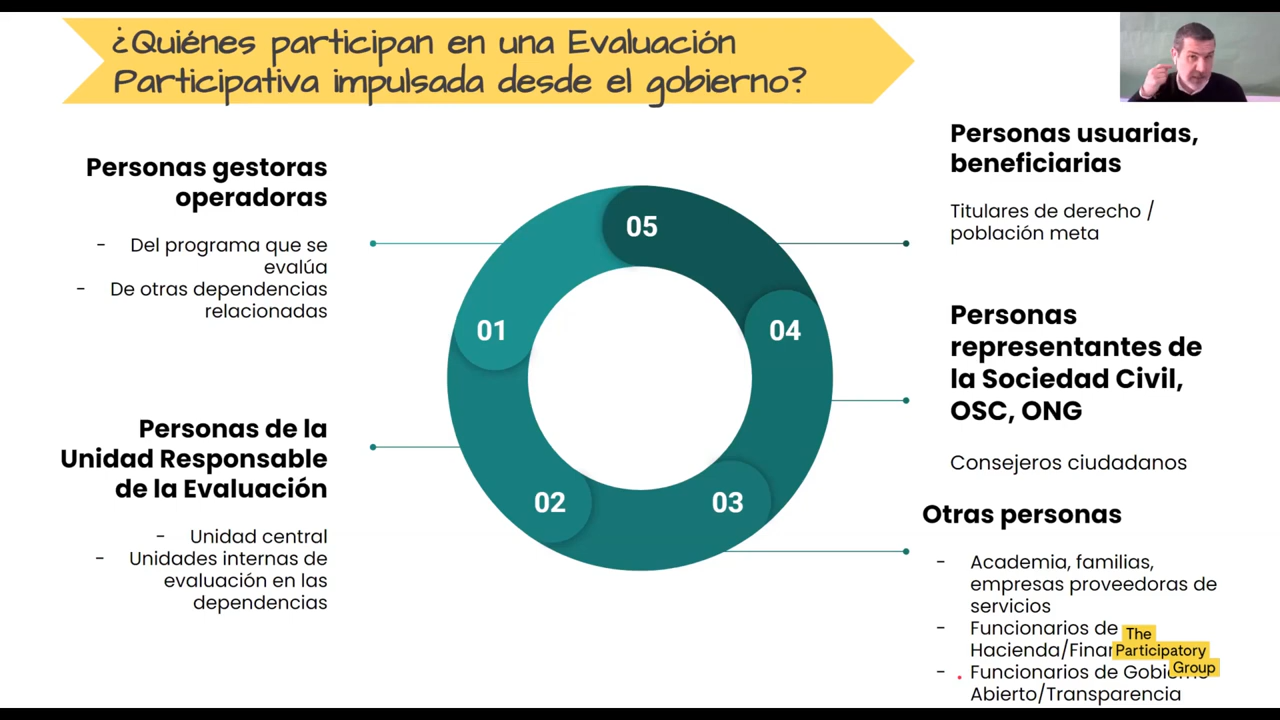 ¿Quiénes participan en una Evaluación
Participativa impulsada desde el gobierno?
Personas gestoras
operadoras
- Del programa que se
evalúa
- De otras dependencias
relacionadas
Personas de la
Unidad Responsable
de la Evaluación
- Unidad central
- Unidades internas de
evaluación en las
dependencias
05
01
04
02
03
Personas usuarias,
beneficiarias
Titulares de derecho /
población meta
Personas
representantes de
la Sociedad Civil,
OSC, ONG
Consejeros ciudadanos
Otras personas
- Academia, familias,
empresas proveedoras de
servicios
- Funcionarios de
Hacienda/
- Funcionarios de
Abierto/Transparencia
The
Participatory
Group